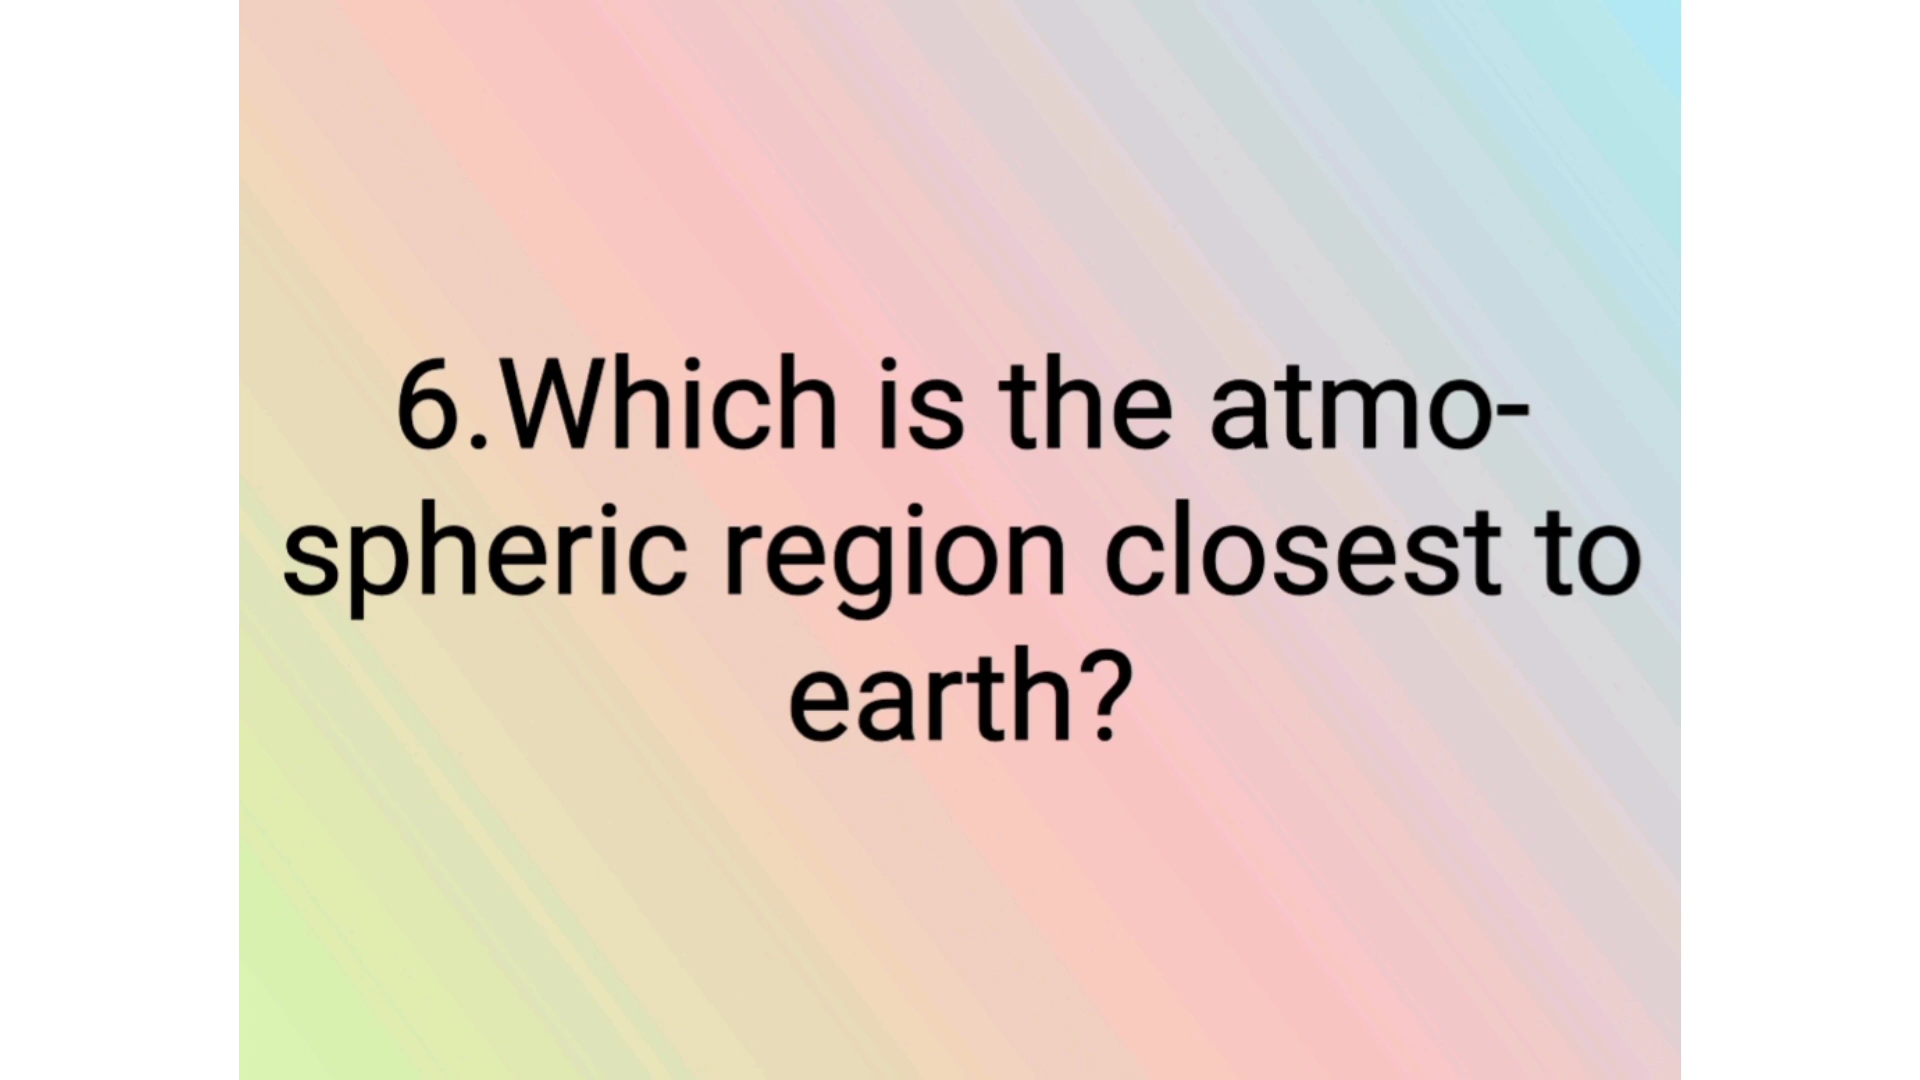 6.Which is the atmo-
spheric region closest to
earth?